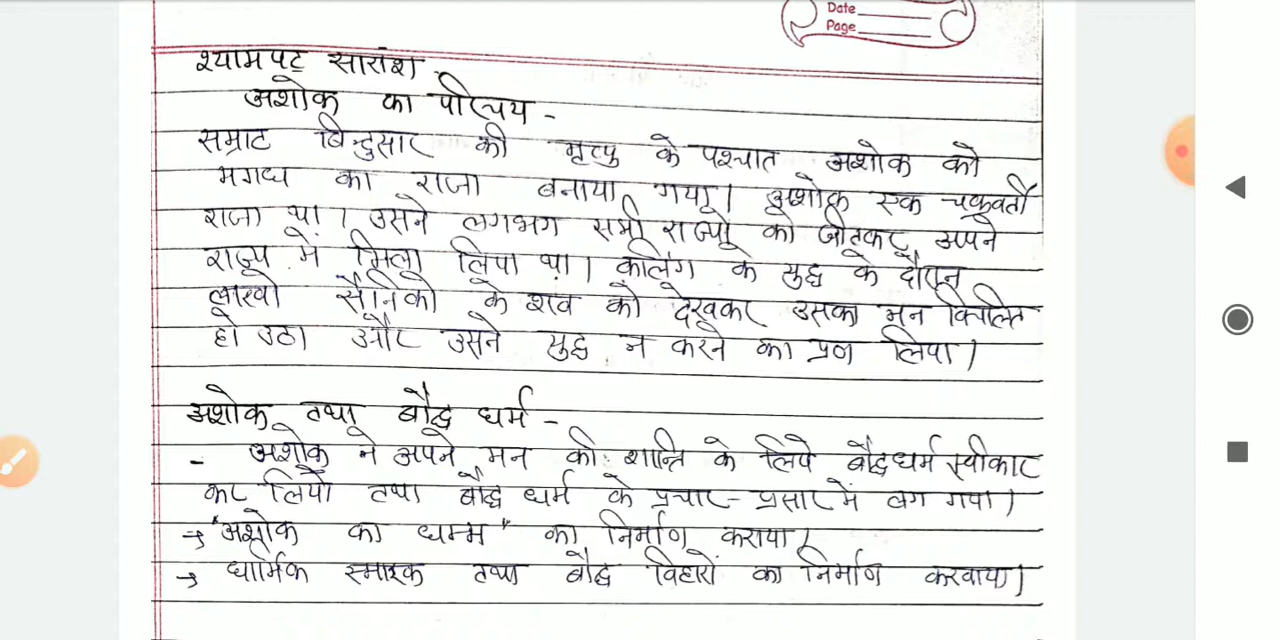 Date
Page
श्यामपट्ट सारांश
अशोक का परिचय -
सम्राट बिन्दुसार की मृत्यु के पश्चात अशोक को
मगध का राजा बनाया गया। अशोक एक चक्रवर्ती
राजा था। उसने लगभग सभी राज्यों को जीतकर अपने
राज्य में मिला लिया था। कलिंग के युद्ध के दौरान
लाखो सैनिकों के शव को देखकर उसका मन विचलित
हो उठा और उसने युद्ध न करने का प्रण लिया।
अशोक तथा बौद्ध धर्म -
- अशोक ने अपने मन की शान्ति के लिये बौद्धधर्म स्वीकार
कर लिया तथा बौद्ध धर्म के प्रचार-प्रसार में लग गया।
→ "अशोक का धम्म" का निर्माण कराया।
→ धार्मिक स्मारक तथा बौद्ध विहारों का निर्माण करवाया।